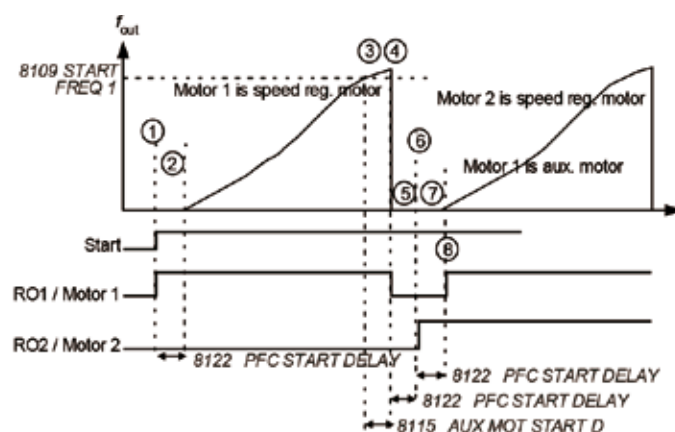 f out
8109 START
FREQ 1
③ ④
Motor 1 is speed reg. motor
Motor 2 is speed reg. motor
①
②
⑥
Motor 1 is aux. motor
⑤ ⑦
Start
⑧
RO1 / Motor 1
RO2 / Motor 2
8122 PFC START DELAY
8122 PFC START DELAY
8122 PFC START DELAY
8115 AUX MOT START D